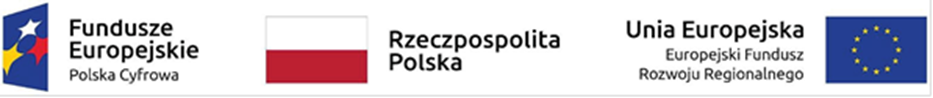 Fundusze
Europejskie
Polska Cyfrowa
Rzeczpospolita
Polska
Unia Europejska
Europejski Fundusz
Rozwoju Regionalnego